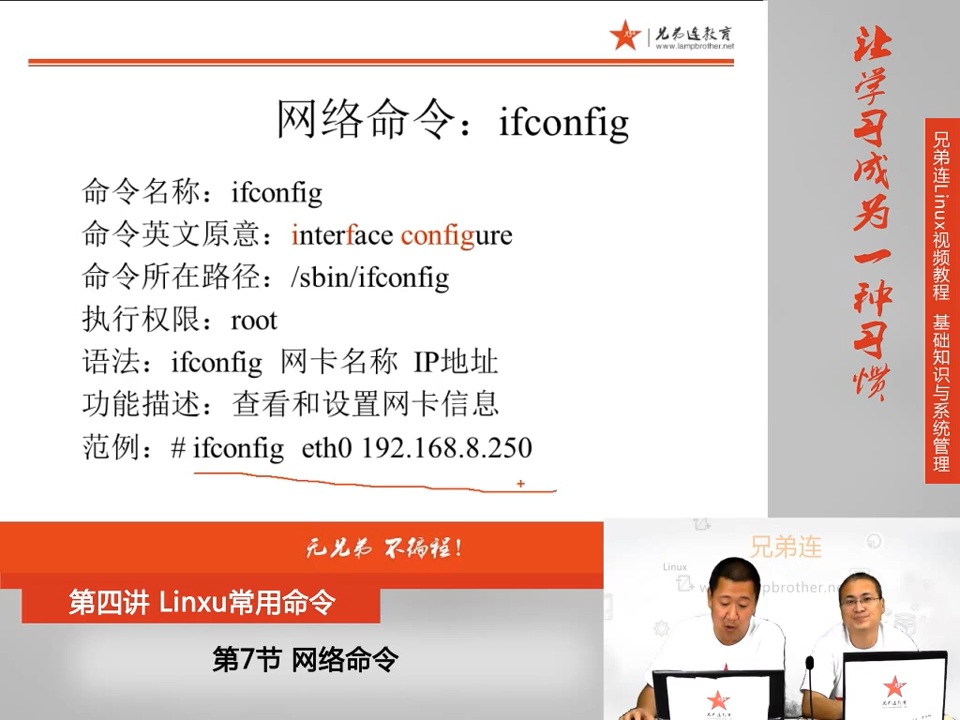 兄弟连教育
www.lampbrother.net
网络命令：ifconfig
命令名称：ifconfig
命令英文原意：interface configure
命令所在路径：/sbin/ifconfig
执行权限：root
语法：ifconfig 网卡名称 IP地址
功能描述：查看和设置网卡信息
范例：# ifconfig eth0 192.168.8.250
让学习成为一种习惯
兄弟连Linux视频教程 基础知识与系统管理
无兄弟 不编程！
第四讲 Linxu常用命令
第7节 网络命令
兄弟连
Linux